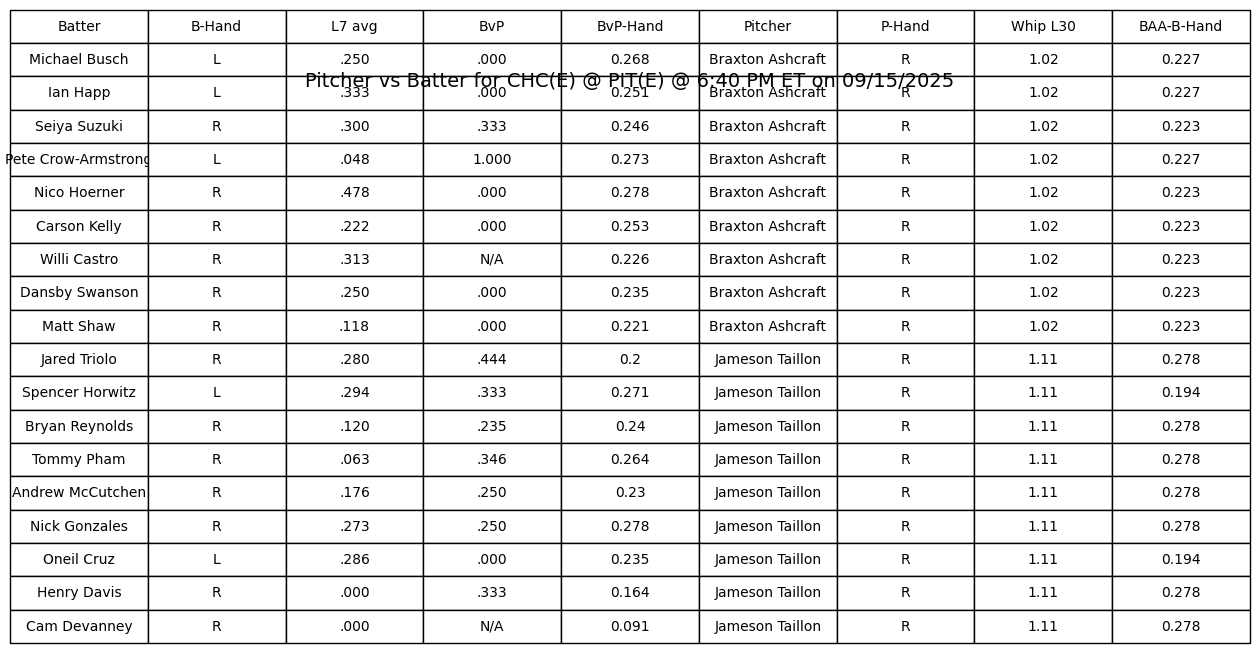 Batter B-Hand L7 avg BvP BvP-Hand Pitcher P-Hand Whip L30 BAA-B-Hand
Michael Busch L .250 .000 0.268 Braxton Ashcraft R 1.02 0.227
Pitcher vs Batter for CHC(E) @ PIT(E) @ 6:40 PM ET on 09/15/2025
Ian Happ L .333 .000 0.251 Braxton Ashcraft R 1.02 0.227
Seiya Suzuki R .300 .333 0.246 Braxton Ashcraft R 1.02 0.223
Pete Crow-Armstrong L .048 1.000 0.273 Braxton Ashcraft R 1.02 0.227
Nico Hoerner R .478 .000 0.278 Braxton Ashcraft R 1.02 0.223
Carson Kelly R .222 .000 0.253 Braxton Ashcraft R 1.02 0.223
Willi Castro R .313 N/A 0.226 Braxton Ashcraft R 1.02 0.223
Dansby Swanson R .250 .000 0.235 Braxton Ashcraft R 1.02 0.223
Matt Shaw R .118 .000 0.221 Braxton Ashcraft R 1.02 0.223
Jared Triolo R .280 .444 0.2 Jameson Taillon R 1.11 0.278
Spencer Horwitz L .294 .333 0.271 Jameson Taillon R 1.11 0.194
Bryan Reynolds R .120 .235 0.24 Jameson Taillon R 1.11 0.278
Tommy Pham R .063 .346 0.264 Jameson Taillon R 1.11 0.278
Andrew McCutchen R .176 .250 0.23 Jameson Taillon R 1.11 0.278
Nick Gonzales R .273 .250 0.278 Jameson Taillon R 1.11 0.278
Oneil Cruz L .286 .000 0.235 Jameson Taillon R 1.11 0.194
Henry Davis R .000 .333 0.164 Jameson Taillon R 1.11 0.278
Cam Devanney R .000 N/A 0.091 Jameson Taillon R 1.11 0.278